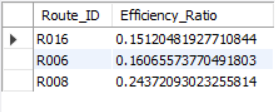 Route_ID Efficiency_Ratio
R016 0.15120481927710844
R006 0.16065573770491803
R008 0.24372093023255814